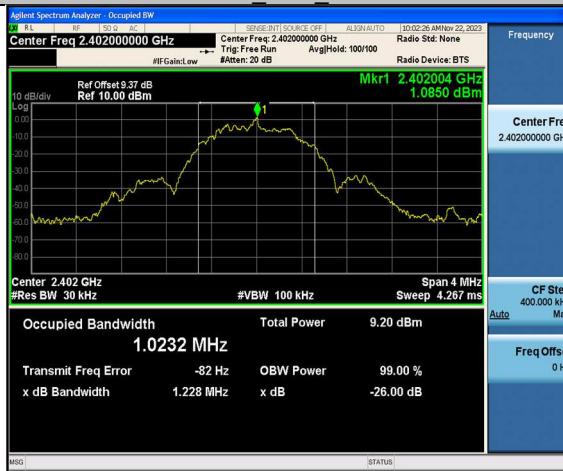 Agilent Spectrum Analyzer - Occupied BW
RL RF 50 Ω AC SENSE:INT SOURCE OFF ALIGN AUTO 10:02:26 AM Nov 22, 2023
Center Freq 2.402000000 GHz Center Freq: 2.402000000 GHz Radio Std: None
Trig: Free Run Avg|Hold: 100/100
#IFGain:Low #Atten: 20 dB Radio Device: BTS
Frequency
Mkr1 2.402004 GHz
Ref Offset 9.37 dB
10 dB/div Ref 10.00 dBm 1.0850 dBm
Log
1
0.00
-10.0
-20.0
-30.0
-40.0
-50.0
-60.0
-70.0
-80.0
Center Fre
2.402000000 GH
Center 2.402 GHz Span 4 MHz
#Res BW 30 kHz #VBW 100 kHz Sweep 4.267 ms
CF Ste
400.000 kH
Auto Ma
Occupied Bandwidth Total Power 9.20 dBm
1.0232 MHz
Transmit Freq Error -82 Hz OBW Power 99.00 %
x dB Bandwidth 1.228 MHz x dB -26.00 dB
Freq Offs
0 H
MSG STATUS